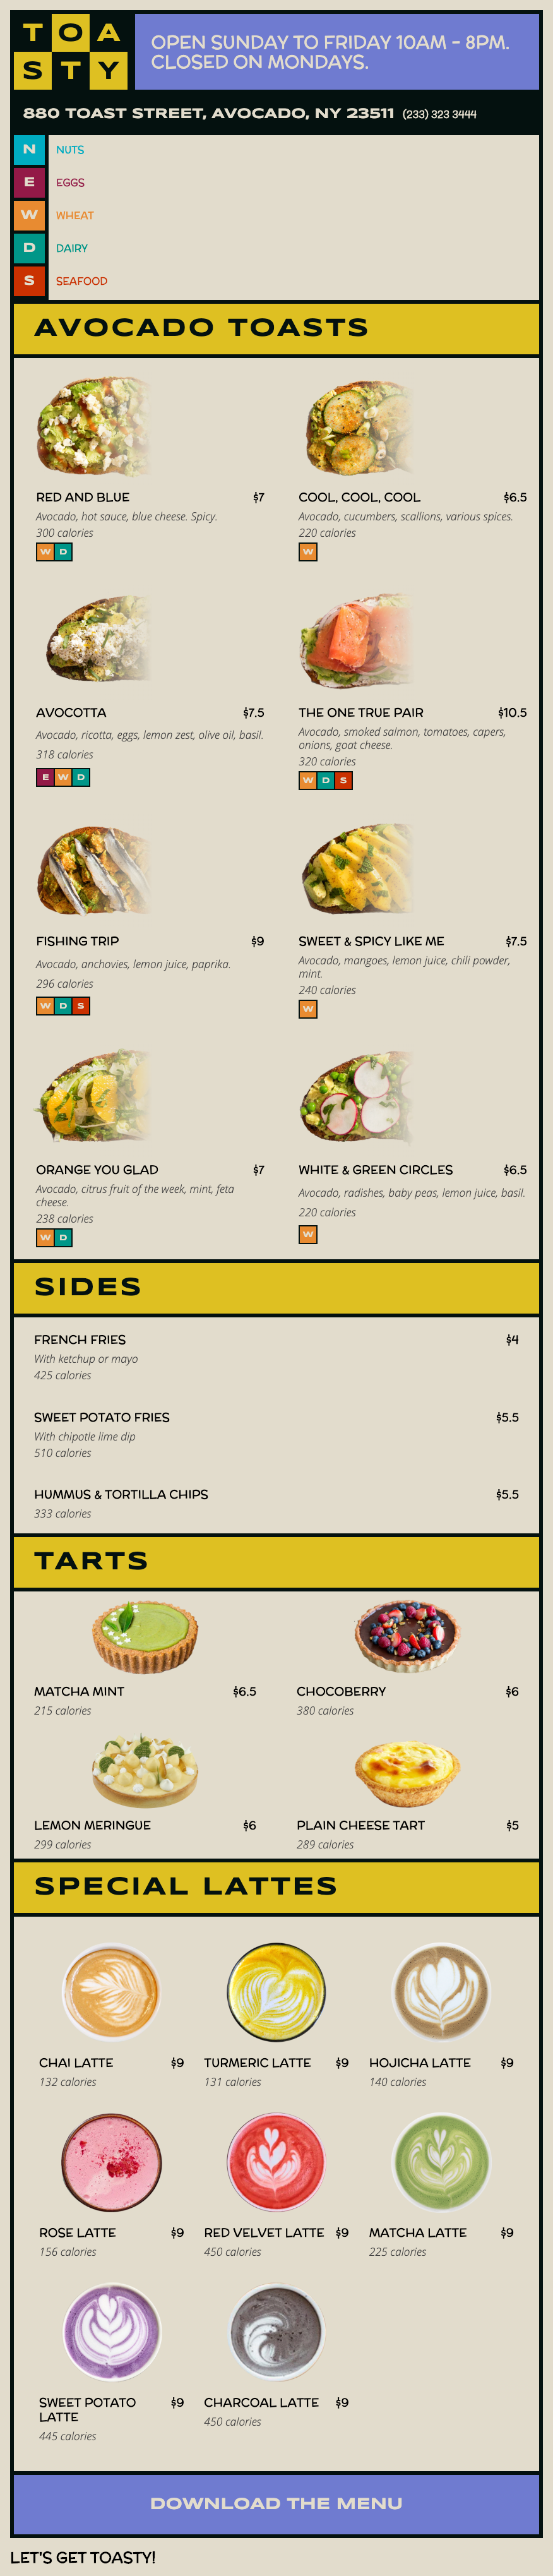 TOA
STY
OPEN SUNDAY TO FRIDAY 10AM - 8PM.
CLOSED ON MONDAYS.
880 TOAST STREET, AVOCADO, NY 23511 (233) 323 3444
N NUTS
E EGGS
W WHEAT
D DAIRY
S SEAFOOD
AVOCADO TOASTS
RED AND BLUE $7
Avocado, hot sauce, blue cheese. Spicy.
300 calories
W D
COOL, COOL, COOL $6.5
Avocado, cucumbers, scallions, various spices.
220 calories
W
AVOCOTTA $7.5
Avocado, ricotta, eggs, lemon zest, olive oil, basil.
318 calories
E W D
THE ONE TRUE PAIR $10.5
Avocado, smoked salmon, tomatoes, capers,
onions, goat cheese.
320 calories
W D S
FISHING TRIP $9
Avocado, anchovies, lemon juice, paprika.
296 calories
W D S
SWEET & SPICY LIKE ME $7.5
Avocado, mangoes, lemon juice, chili powder,
mint.
240 calories
W
ORANGE YOU GLAD $7
Avocado, citrus fruit of the week, mint, feta
cheese.
238 calories
W D
WHITE & GREEN CIRCLES $6.5
Avocado, radishes, baby peas, lemon juice, basil.
220 calories
W
SIDES
FRENCH FRIES $4
With ketchup or mayo
425 calories
SWEET POTATO FRIES $5.5
With chipotle lime dip
510 calories
HUMMUS & TORTILLA CHIPS $5.5
333 calories
TARTS
MATCHA MINT $6.5
215 calories
CHOCOBERRY $6
380 calories
LEMON MERINGUE $6
299 calories
PLAIN CHEESE TART $5
289 calories
SPECIAL LATTES
CHAI LATTE $9
132 calories
TURMERIC LATTE $9
131 calories
HOJICHA LATTE $9
140 calories
ROSE LATTE $9
156 calories
RED VELVET LATTE $9
450 calories
MATCHA LATTE $9
225 calories
SWEET POTATO $9
LATTE
445 calories
CHARCOAL LATTE $9
450 calories
DOWNLOAD THE MENU
LET'S GET TOASTY!